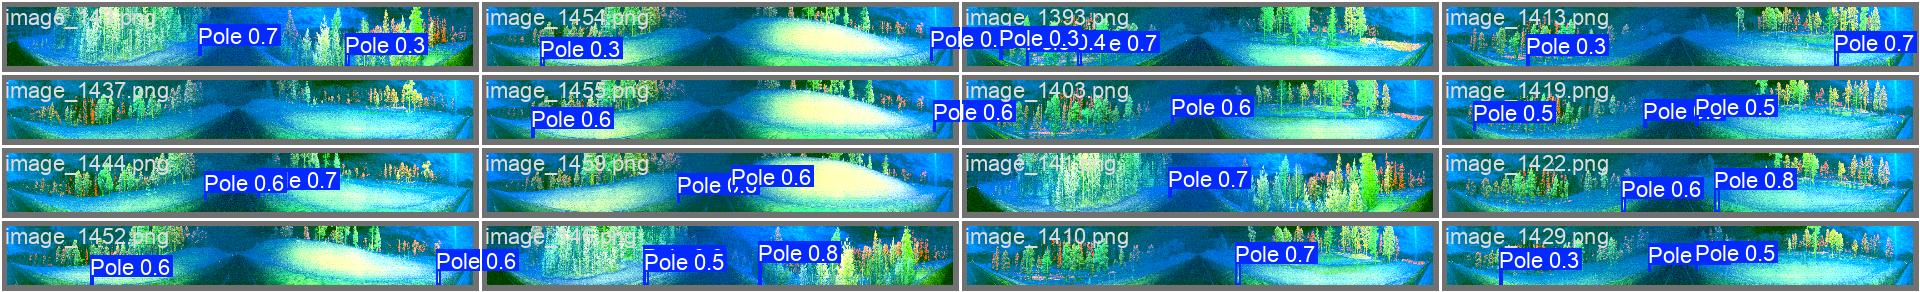 Pole 0.7
Pole 0.3
image_1454.png
Pole 0.3
image_1393.png
Pole 0.3
e 0.7
image_1413.png
Pole 0.3
Pole 0.7
image_1437.png
image_1455.png
Pole 0.6
Pole 0.6
image_1403.png
Pole 0.6
image_1419.png
Pole 0.5
Pole
Pole 0.5
image_1444.png
Pole 0.6
e 0.7
image_1459.png
Pole
Pole 0.6
Pole 0.7
image_1422.png
Pole 0.6
Pole 0.8
image_1452.png
Pole 0.6
Pole 0.6
Pole 0.5
Pole 0.8
image_1410.png
Pole 0.7
image_1429.png
Pole 0.3
Pole
Pole 0.5